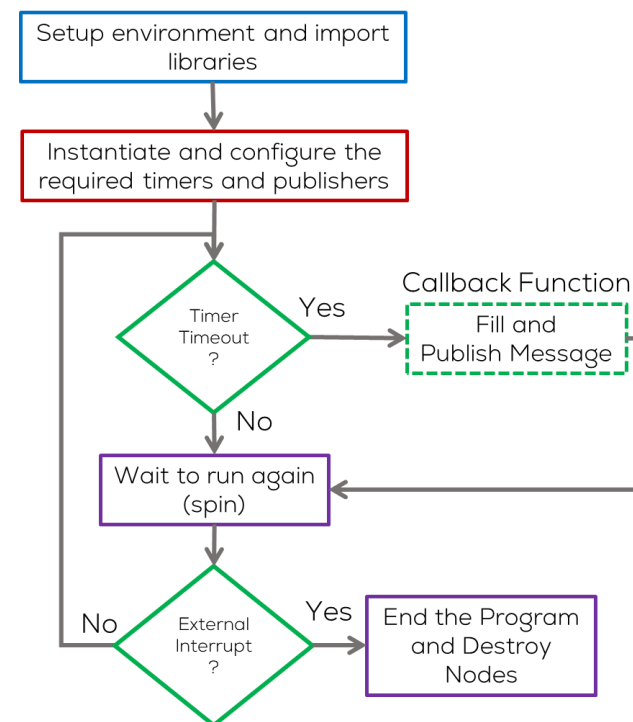 Setup environment and import
libraries
Instantiate and configure the
required timers and publishers
Timer
Timeout
?
Yes
Callback Function
Fill and
Publish Message
No
Wait to run again
(spin)
External
Interrupt
?
No
Yes
End the Program
and Destroy
Nodes